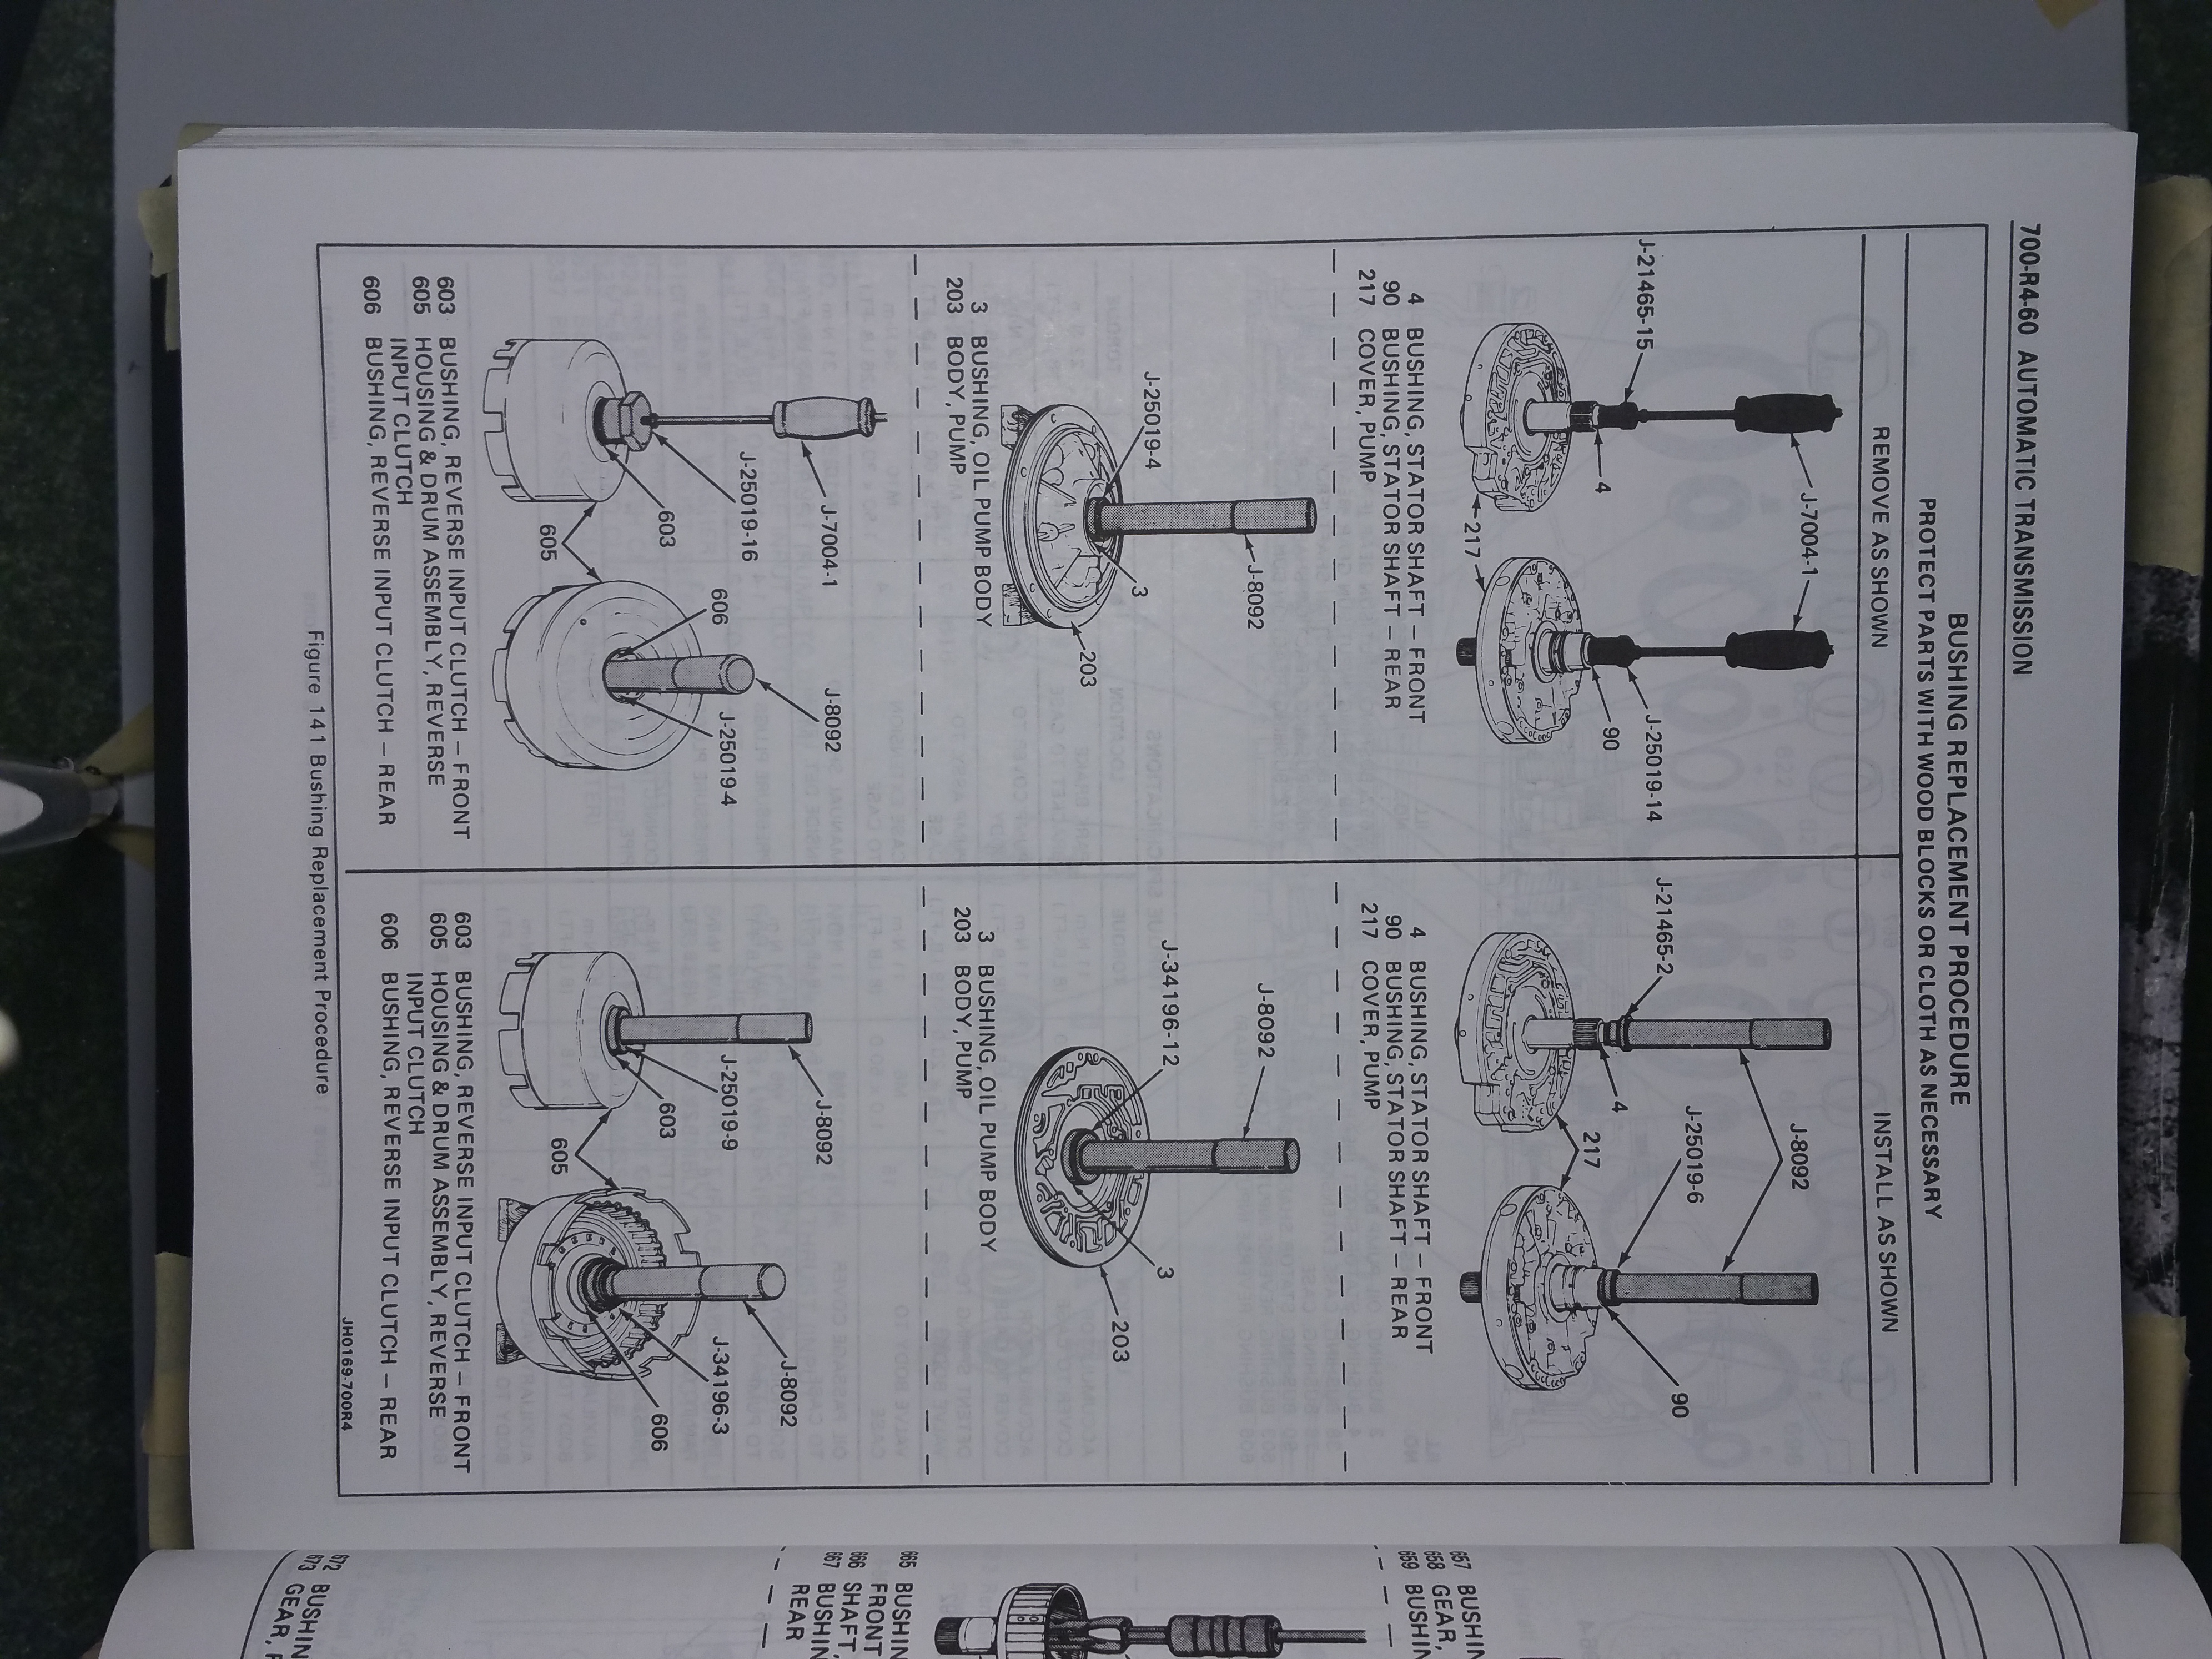 700-R4-60 AUTOMATIC TRANSMISSION
BUSHING REPLACEMENT PROCEDURE
PROTECT PARTS WITH WOOD BLOCKS OR CLOTH AS NECESSARY
REMOVE AS SHOWN
INSTALL AS SHOWN
J-7004-1
J-21465-15
J-25019-14
4
90
217
4 BUSHING, STATOR SHAFT – FRONT
90 BUSHING, STATOR SHAFT – REAR
217 COVER, PUMP
J-8092
J-21465-2
J-25019-6
4
217
90
4 BUSHING, STATOR SHAFT – FRONT
90 BUSHING, STATOR SHAFT – REAR
217 COVER, PUMP
J-8092
J-25019-4
3
203
3 BUSHING, OIL PUMP BODY
203 BODY, PUMP
J-8092
J-34196-12
3
203
3 BUSHING, OIL PUMP BODY
203 BODY, PUMP
J-7004-1
J-8092
J-25019-16
606
603
J-25019-4
605
603 BUSHING, REVERSE INPUT CLUTCH – FRONT
605 HOUSING & DRUM ASSEMBLY, REVERSE
INPUT CLUTCH
606 BUSHING, REVERSE INPUT CLUTCH – REAR
J-8092
J-8092
J-25019-9
J-34196-3
603
606
605
603 BUSHING, REVERSE INPUT CLUTCH – FRONT
605 HOUSING & DRUM ASSEMBLY, REVERSE
INPUT CLUTCH
606 BUSHING, REVERSE INPUT CLUTCH – REAR
JH0169-700R4
Figure 141 Bushing Replacement Procedure
657 BUSHIN
658 GEAR,
659 BUSHIN
665 BUSHIN
FRONT
666 SHAFT,
667 BUSHIN
REAR
672 BUSHIN
673 GEAR,